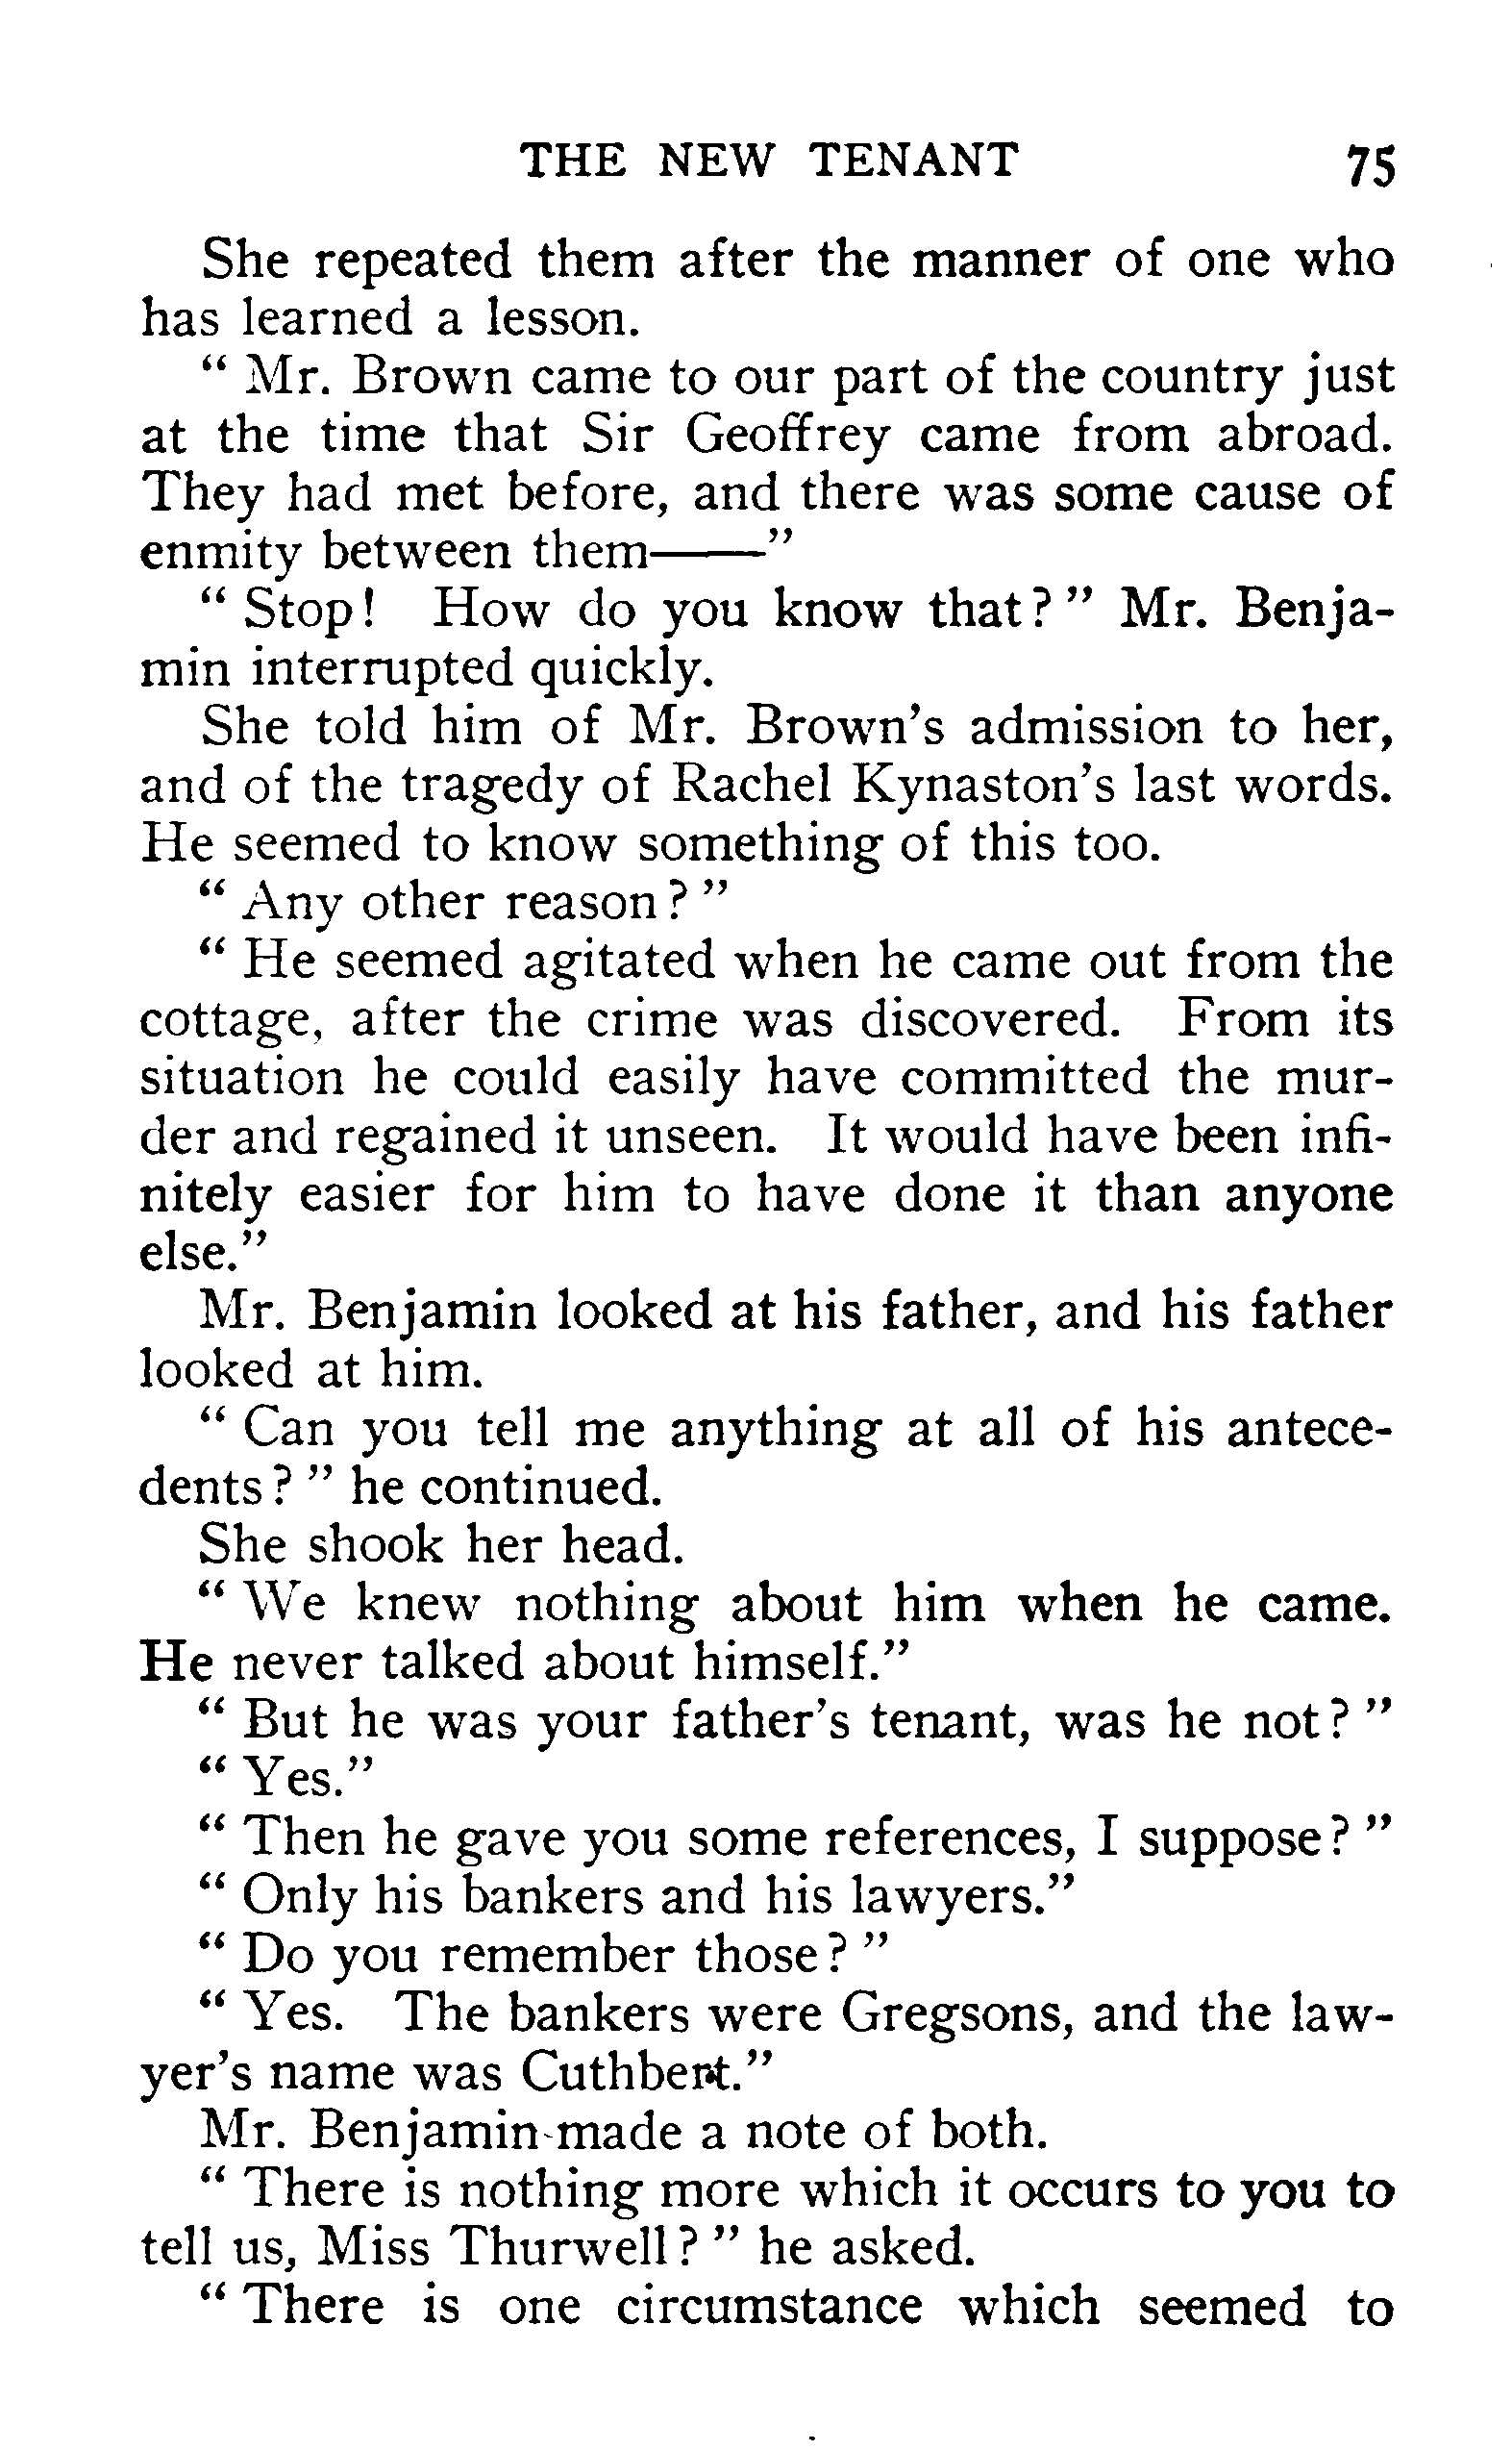 THE NEW TENANT 75
She repeated them after the manner of one who
has learned a lesson.
“ Mr. Brown came to our part of the country just
at the time that Sir Geoffrey came from abroad.
They had met before, and there was some cause of
enmity between them——”
“ Stop! How do you know that? ” Mr. Benja-
min interrupted quickly.
She told him of Mr. Brown’s admission to her,
and of the tragedy of Rachel Kynaston’s last words.
He seemed to know something of this too.
“ Any other reason? ”
“ He seemed agitated when he came out from the
cottage, after the crime was discovered. From its
situation he could easily have committed the mur-
der and regained it unseen. It would have been infi-
nitely easier for him to have done it than anyone
else.”
Mr. Benjamin looked at his father, and his father
looked at him.
“ Can you tell me anything at all of his antece-
dents? ” he continued.
She shook her head.
“ We knew nothing about him when he came.
He never talked about himself.”
“ But he was your father’s tenant, was he not? ”
“ Yes.”
“ Then he gave you some references, I suppose? ”
“ Only his bankers and his lawyers.”
“ Do you remember those? ”
“ Yes. The bankers were Gregsons, and the law-
yer’s name was Cuthbert.”
Mr. Benjamin made a note of both.
“ There is nothing more which it occurs to you to
tell us, Miss Thurwell? ” he asked.
“ There is one circumstance which seemed to